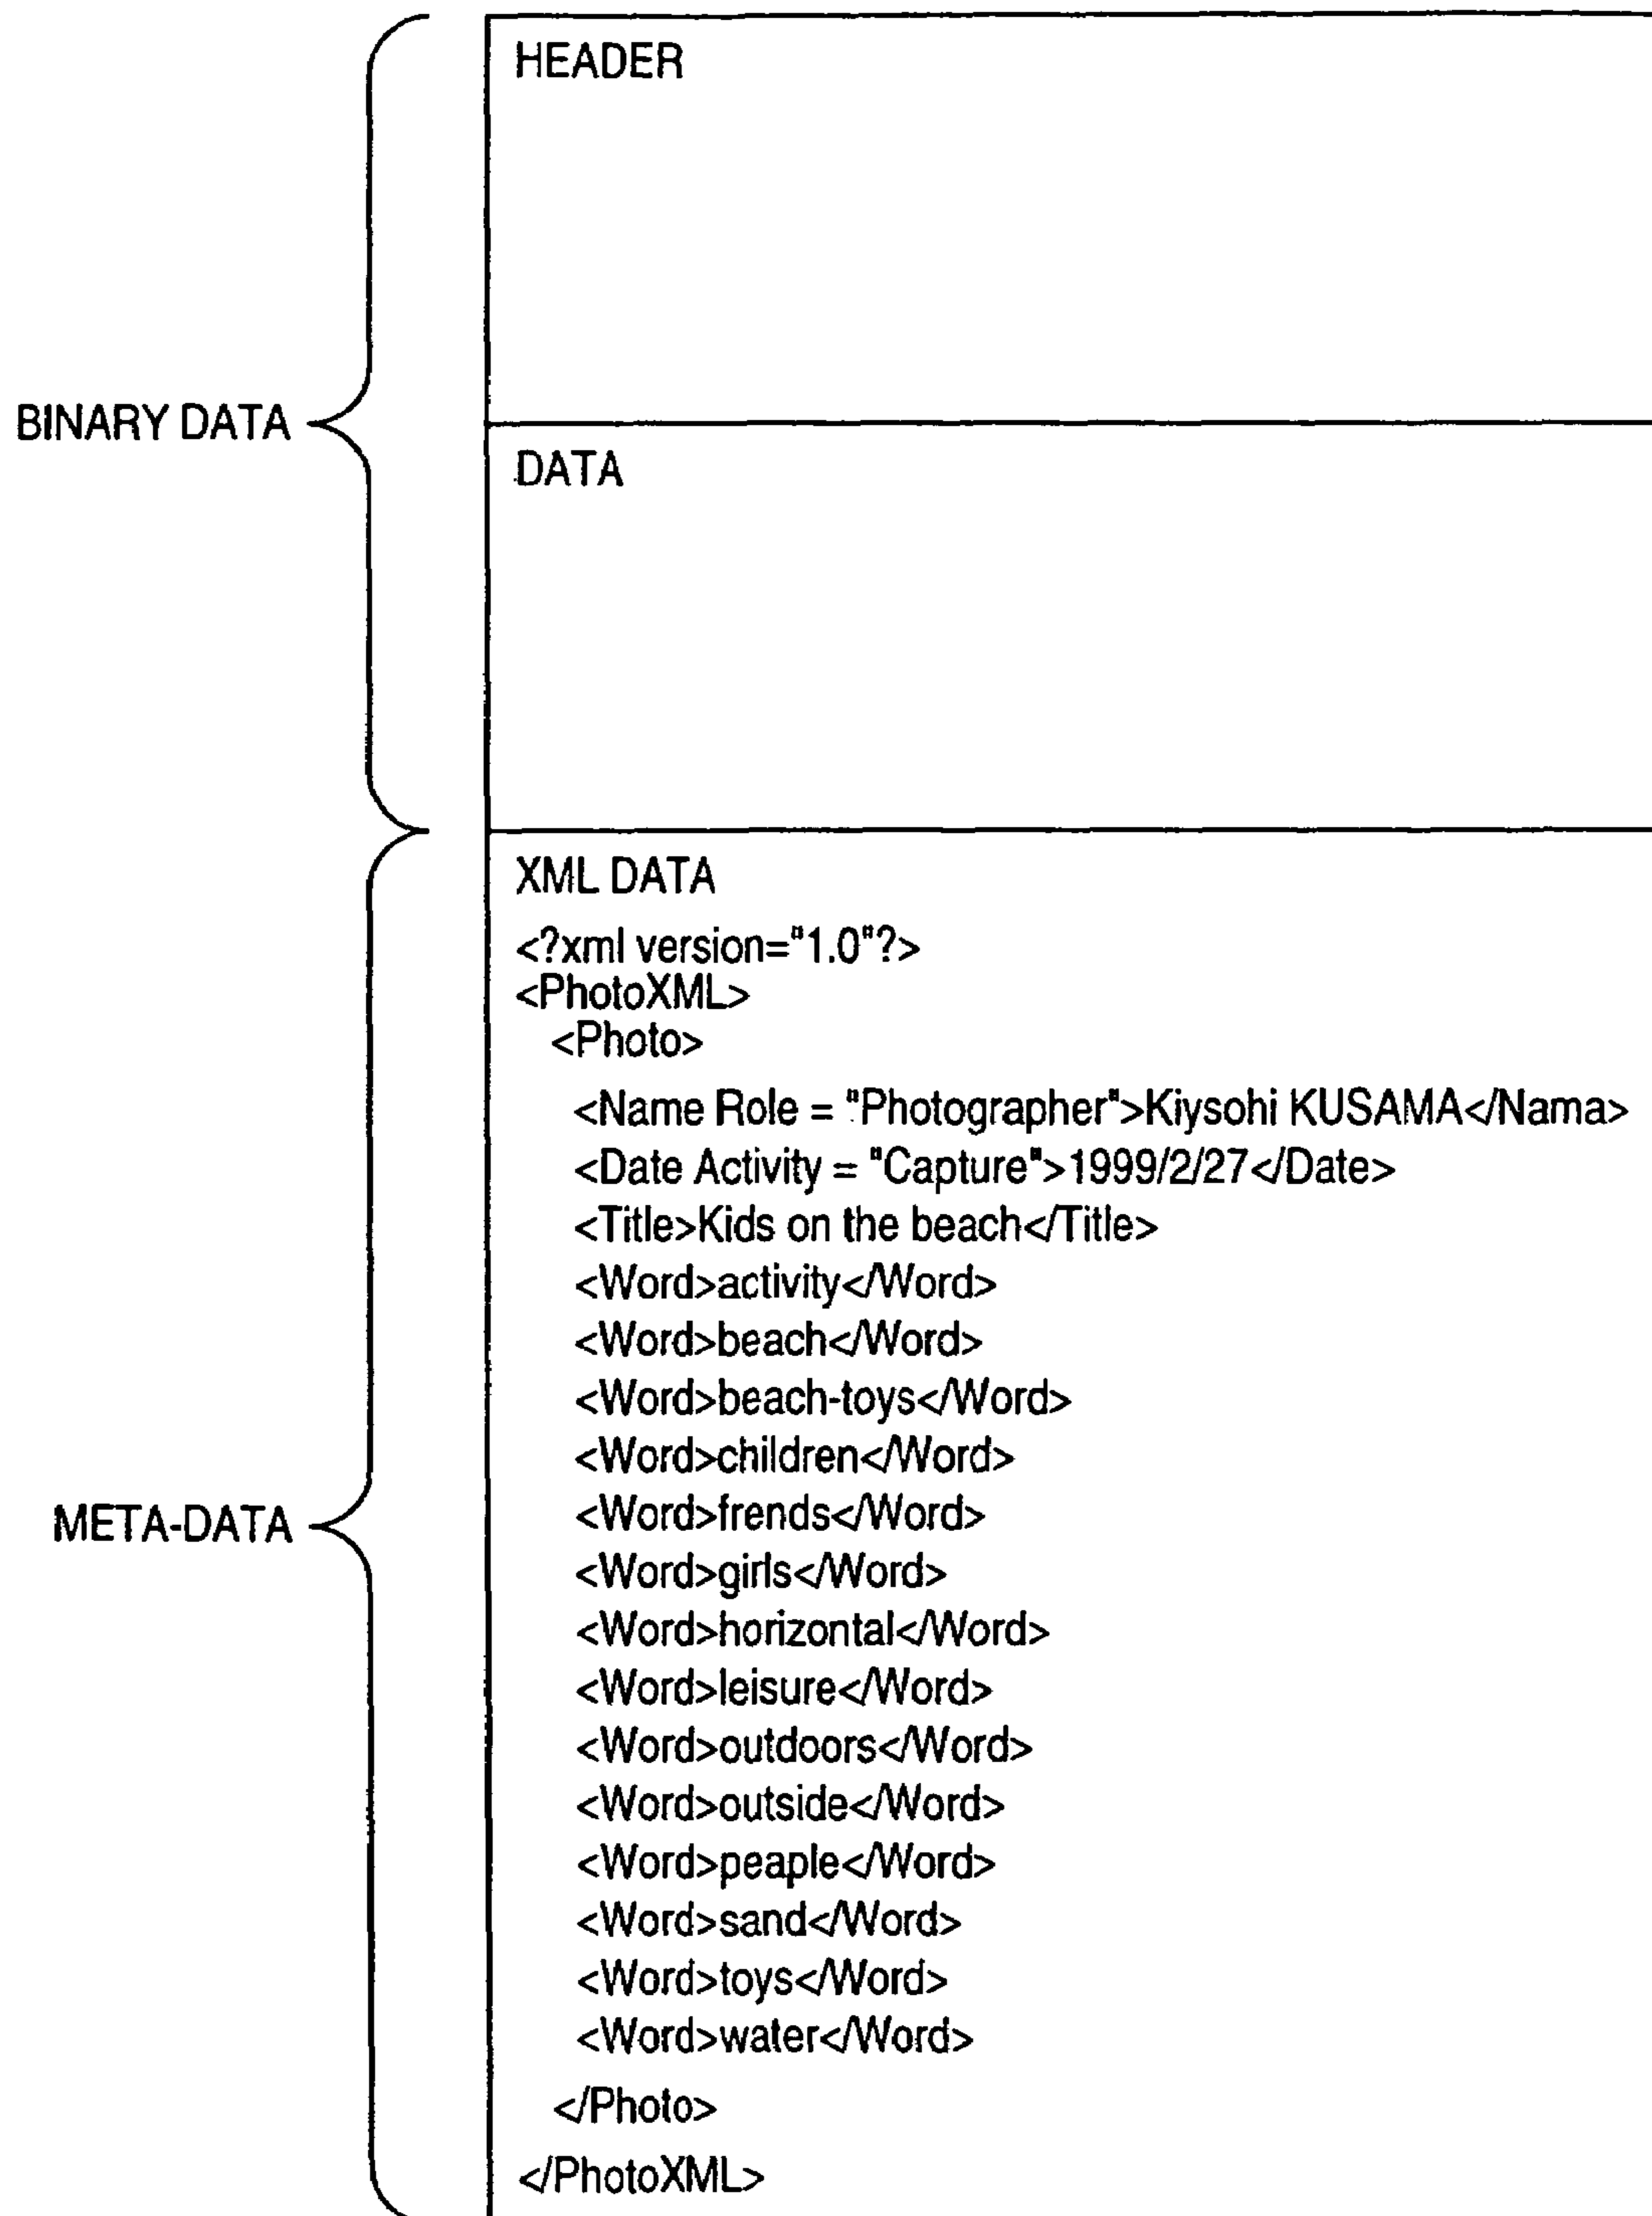 HEADER
BINARY DATA
DATA
XML DATA
<?xml version="1.0"?>
<PhotoXML>
<Photo>
<Name Role = "Photographer">Kiysohi KUSAMA</Nama>
<Date Activity = "Capture">1999/2/27</Date>
<Title>Kids on the beach</Title>
<Word>activity</Word>
<Word>beach</Word>
<Word>beach-toys</Word>
<Word>children</Word>
<Word>frends</Word>
META-DATA
<Word>girls</Word>
<Word>horizontal</Word>
<Word>leisure</Word>
<Word>outdoors</Word>
<Word>outside</Word>
<Word>peaple</Word>
<Word>sand</Word>
<Word>toys</Word>
<Word>water</Word>
</Photo>
</PhotoXML>